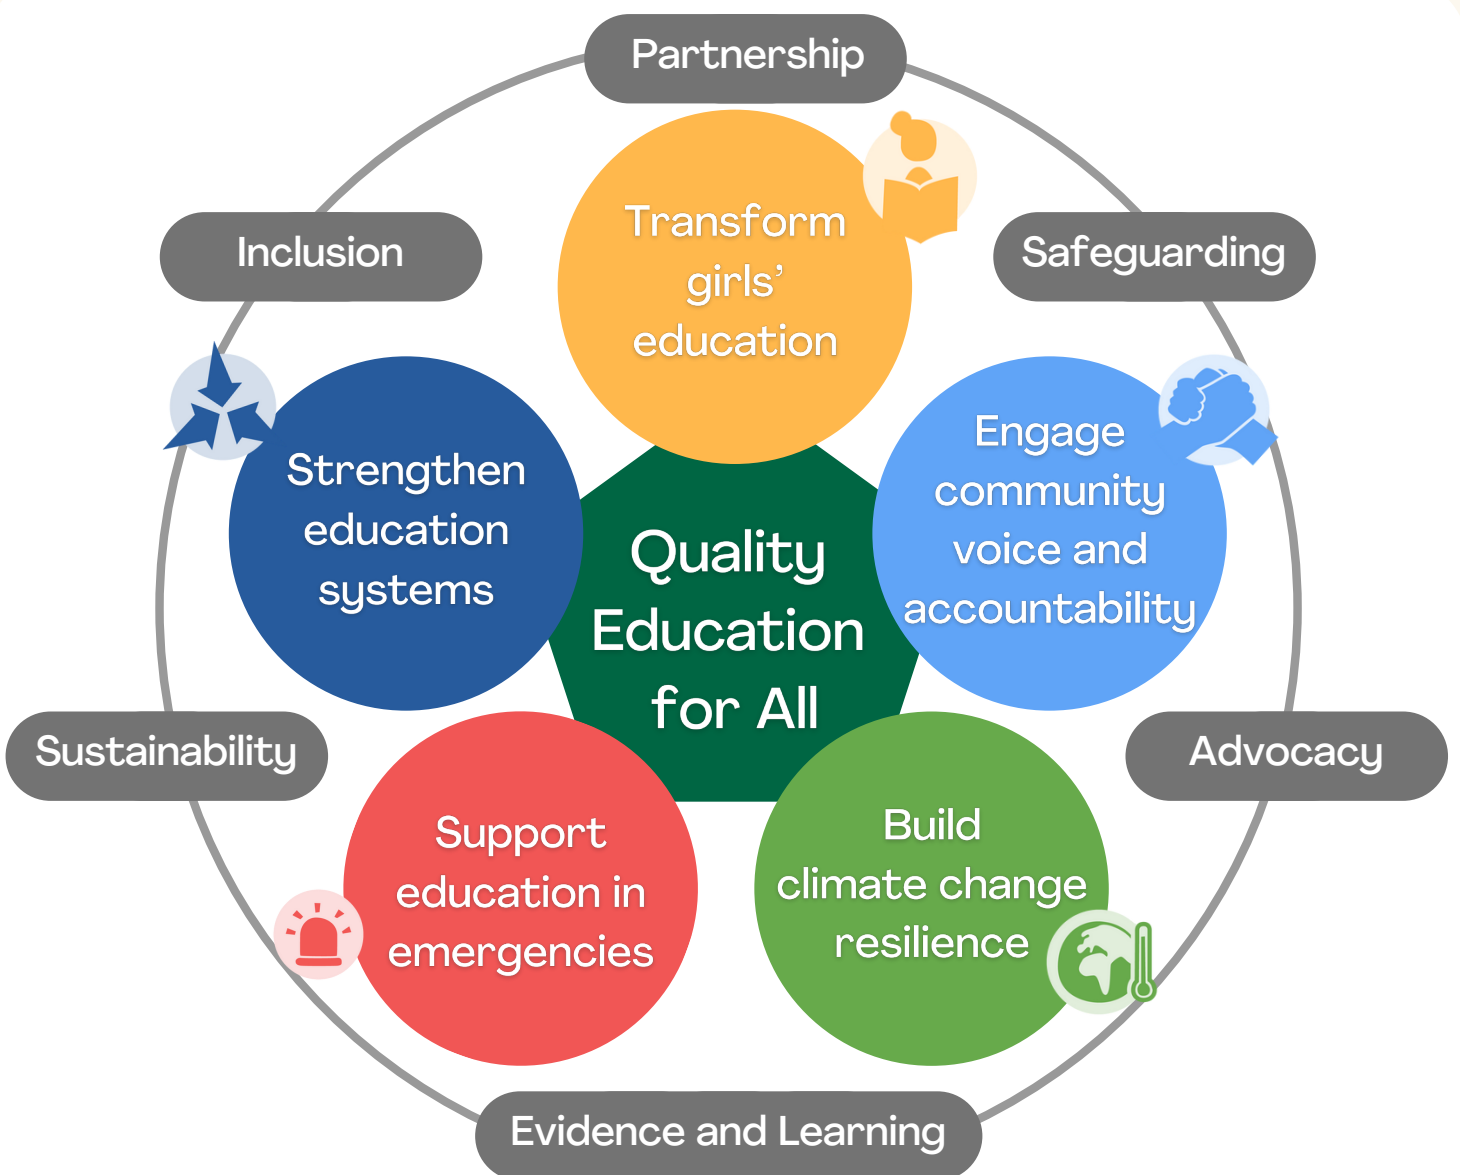 Partnership
Inclusion
Safeguarding
Transform
girls’
education
Strengthen
education
systems
Engage
community
voice and
accountability
Quality
Education
for All
Sustainability
Advocacy
Support
education in
emergencies
Build
climate change
resilience
Evidence and Learning